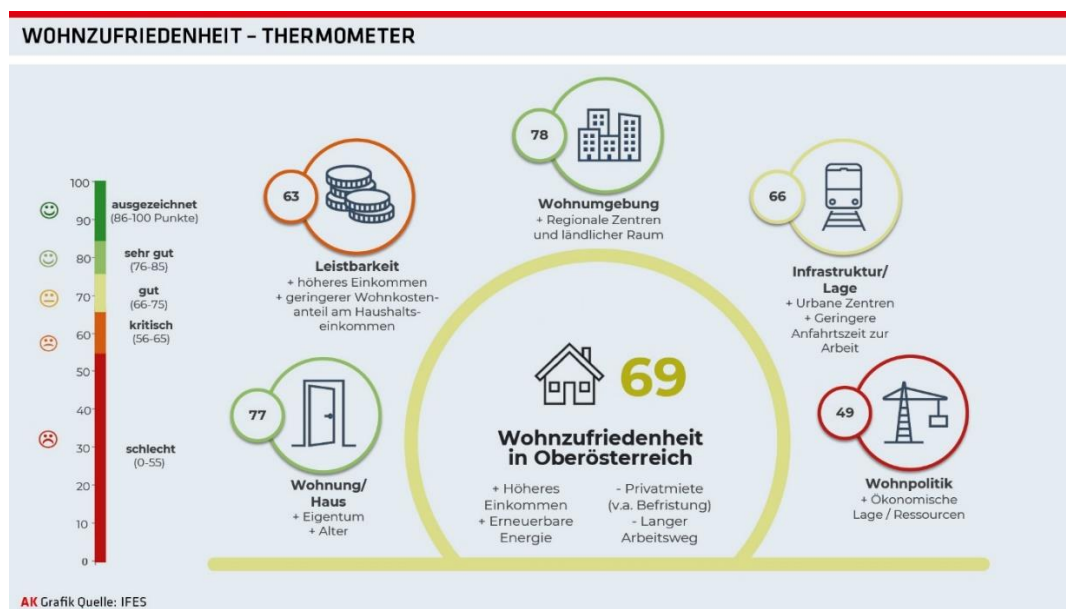 WOHNZUFRIEDENHEIT – THERMOMETER
100
90
80
70
60
50
40
30
20
10
0
ausgezeichnet
(86-100 Punkte)
sehr gut
(76-85)
gut
(66-75)
kritisch
(56-65)
schlecht
(0-55)
77
Wohnung/
Haus
+ Eigentum
+ Alter
63
Leistbarkeit
+ höheres Einkommen
+ geringerer Wohnkosten-
anteil am Haushalts-
einkommen
78
Wohnumgebung
+ Regionale Zentren
und ländlicher Raum
66
Infrastruktur/
Lage
+ Urbane Zentren
+ Geringere
Anfahrtszeit zur
Arbeit
49
Wohnpolitik
+ Ökonomische
Lage / Ressourcen
69
Wohnzufriedenheit
in Oberösterreich
+ Höheres
Einkommen
+ Erneuerbare
Energie
- Privatmiete
(v.a. Befristung)
- Langer
Arbeitsweg
AK Grafik Quelle: IFES